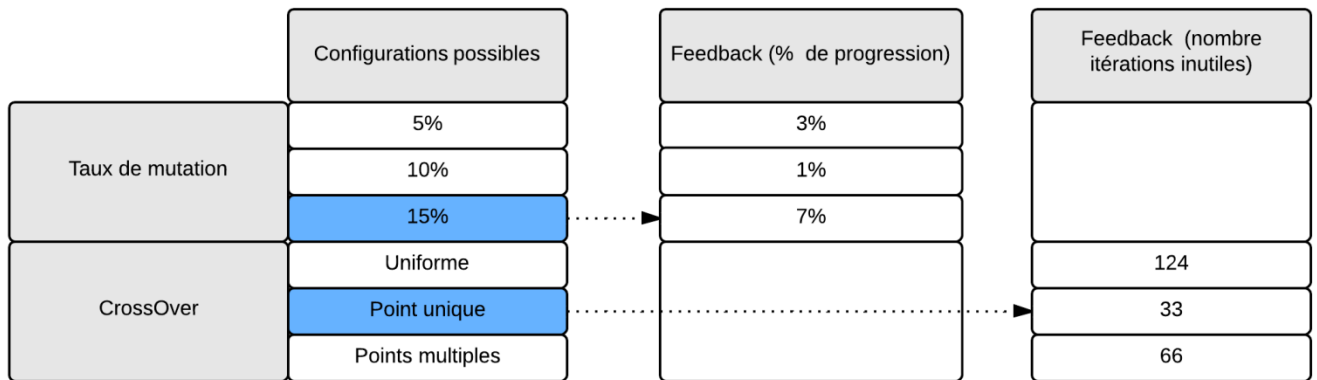 Configurations possibles
Feedback (% de progression)
Feedback (nombre
itérations inutiles)
Taux de mutation
5%
3%
10%
1%
15%
7%
CrossOver
Uniforme
124
Point unique
33
Points multiples
66